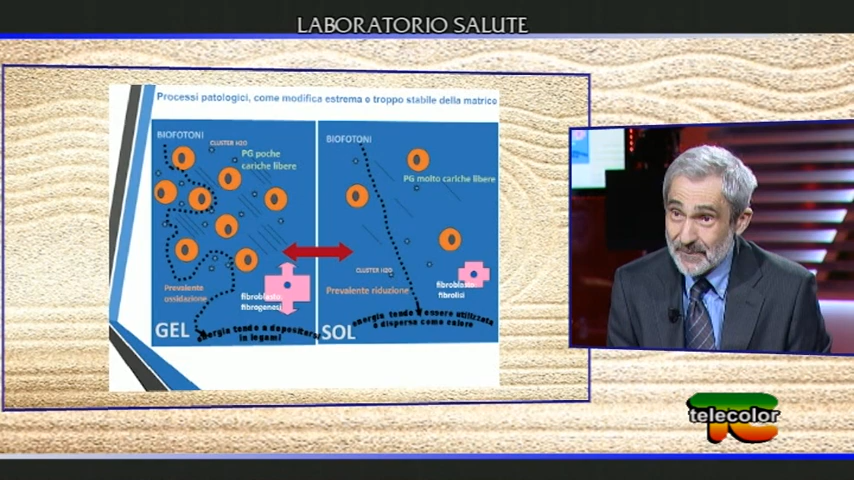 LABORATORIO SALUTE
Processi patologici, come modifica estrema o troppo stabile della matrice
BIOFOTONI
CLUSTER H2O
PG poche
cariche libere
Prevalente
ossidazione
fibroblasto
fibrogenesi
GEL
energia tende a depositarsi
in legami
BIOFOTONI
PG molto cariche libere
CLUSTER H2O
Prevalente riduzione
fibroblasto
fibrolisi
SOL
energia tende essere utilizzata
o dispersa come calore
telecolor